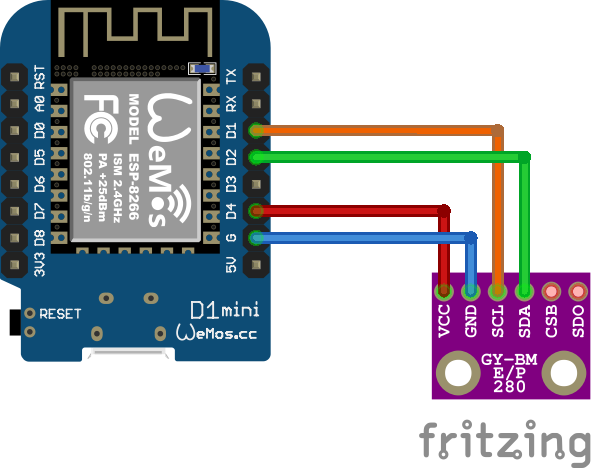 RST
A0
D0
D5
D6
D7
D8
3V3
TX
RX
D1
D2
D3
D4
G
5V
WeMos
MODEL ESP-8266
ISM 2.4GHz
PA +25dBm
802.11b/g/n
FC
RESET
D1mini
WeMos.cc
VCC
GND
SCL
SDA
CSB
SDO
GY-BM
E/P
280
fritzing